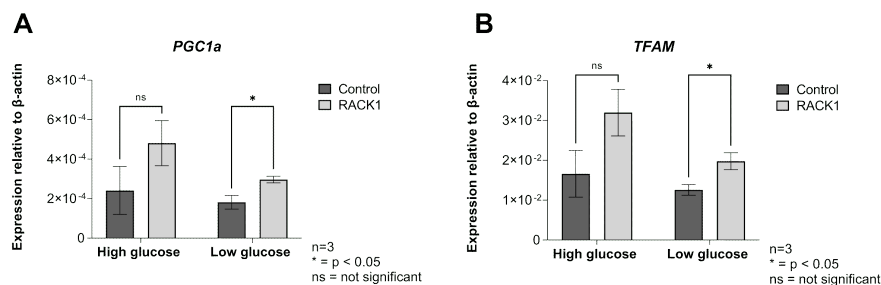 A
PGC1a
Expression relative to β-actin
8×10⁻⁴
6×10⁻⁴
4×10⁻⁴
2×10⁻⁴
0
ns
*
High glucose
Low glucose
Control
RACK1
n=3
* = p < 0.05
ns = not significant
B
TFAM
Expression relative to β-actin
4×10⁻²
3×10⁻²
2×10⁻²
1×10⁻²
0
ns
*
High glucose
Low glucose
Control
RACK1
n=3
* = p < 0.05
ns = not significant